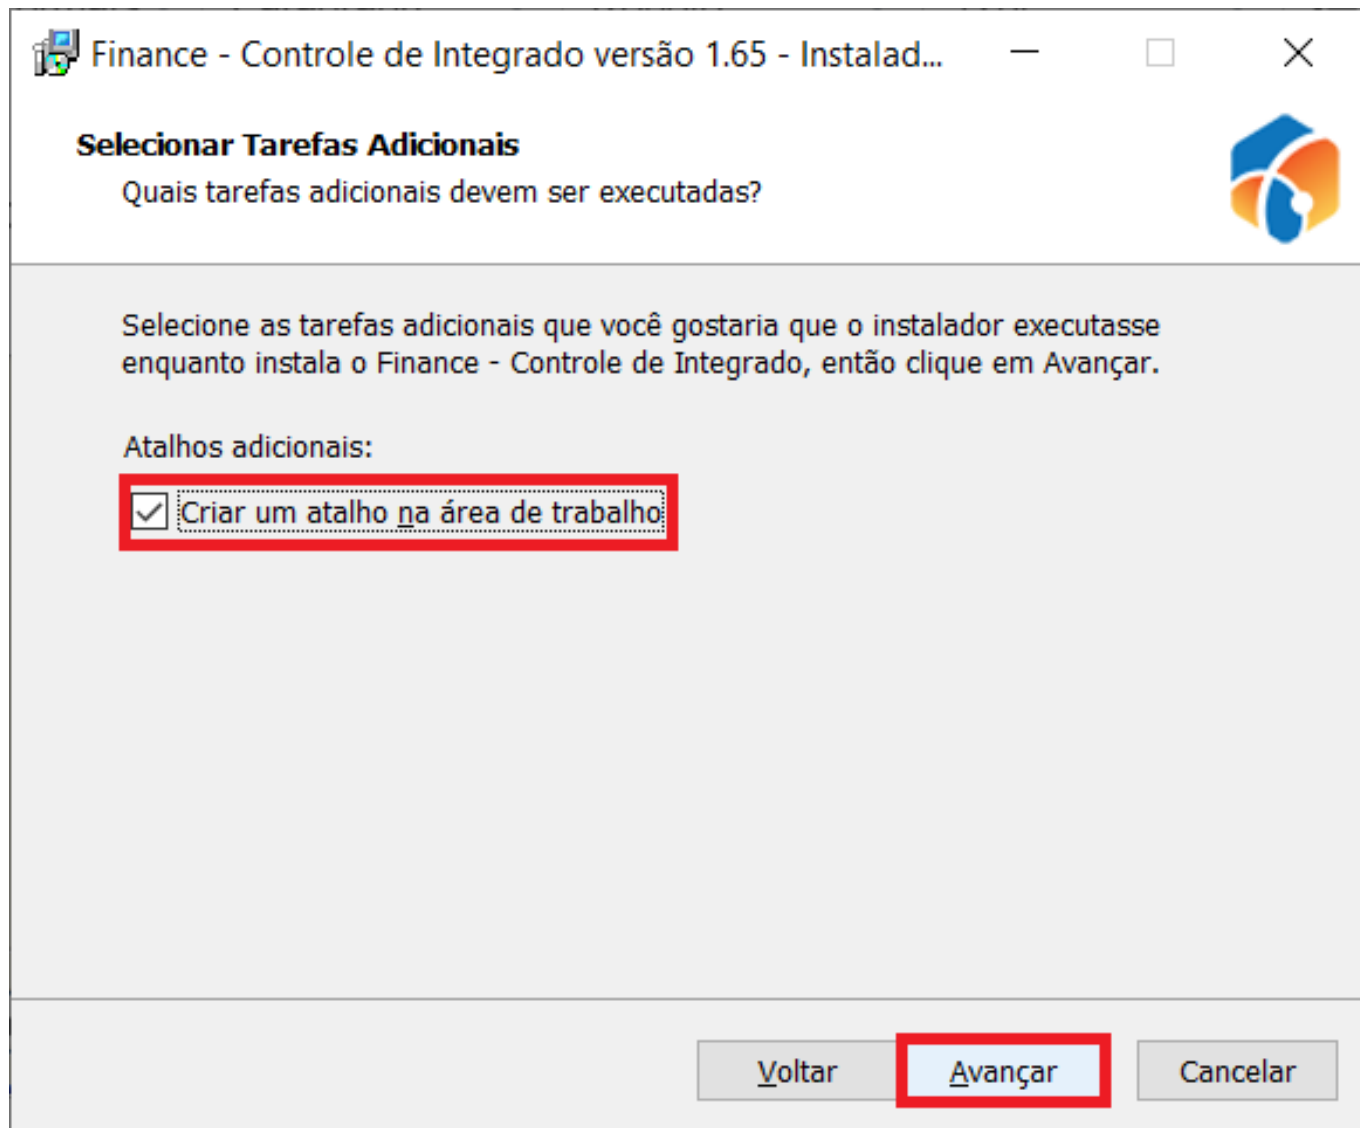 Finance - Controle de Integrado versão 1.65 - Instalad...
Selecionar Tarefas Adicionais
Quais tarefas adicionais devem ser executadas?
Selecione as tarefas adicionais que você gostaria que o instalador executasse
enquanto instala o Finance - Controle de Integrado, então clique em Avançar.
Atalhos adicionais:
Criar um atalho na área de trabalho
Voltar
Avançar
Cancelar